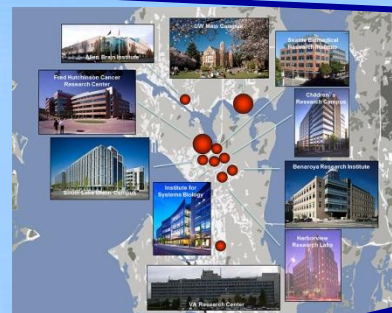 Allen Brain Institute
UW Main Campus
Seattle Biomedical
Research Institute
Fred Hutchinson Cancer
Research Center
Children's
Research Campus
South Lake Union Campus
Benaroya Research Institute
Institute for
Systems Biology
Harborview
Research Labs
VA Research Center